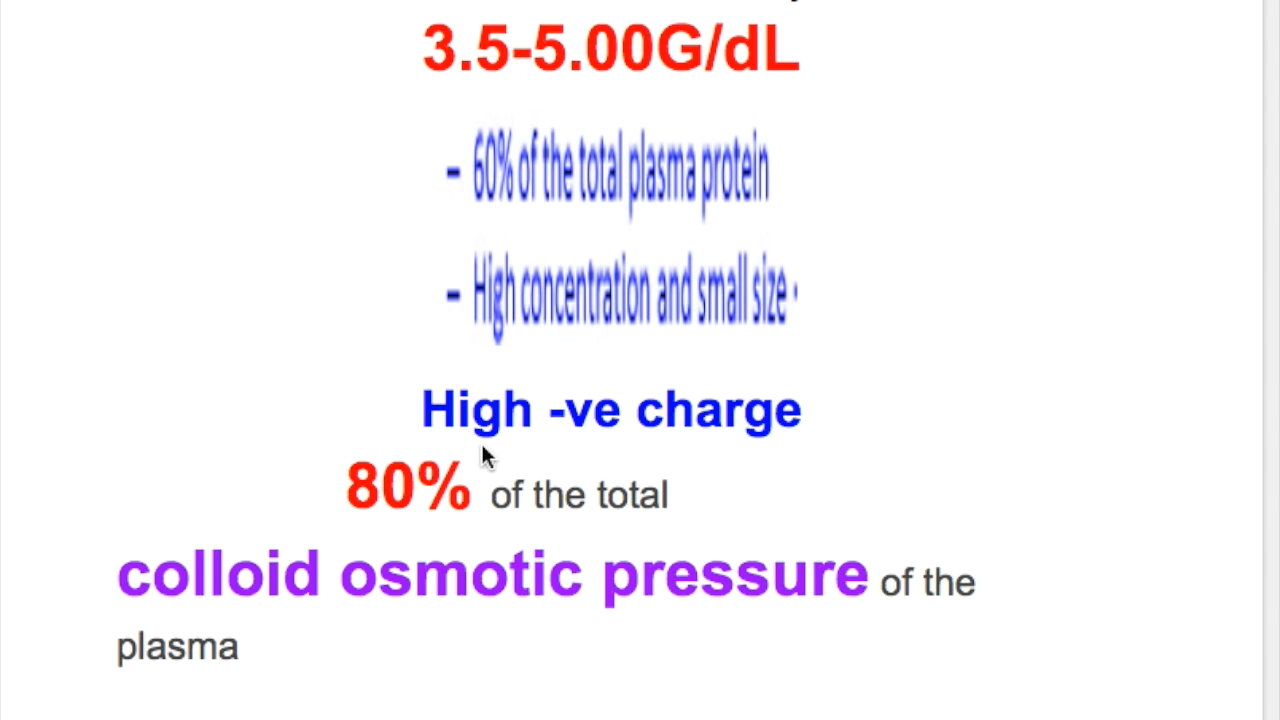 3.5-5.00G/dL
– 60% of the total plasma protein
– High concentration and small size ·
High -ve charge
80% of the total
colloid osmotic pressure of the
plasma